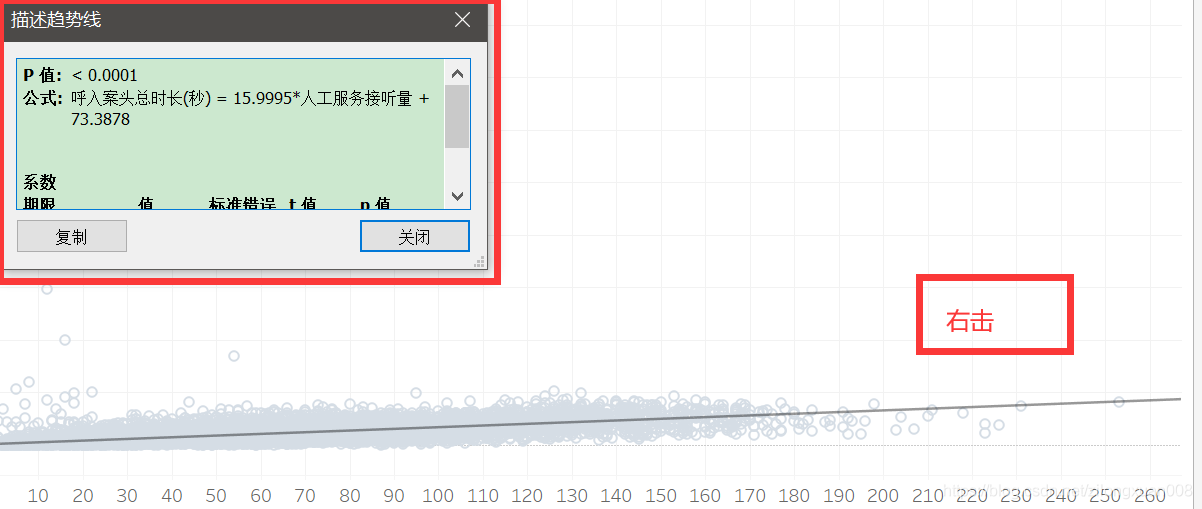 描述趋势线
P 值: < 0.0001
公式: 呼入案头总时长(秒) = 15.9995*人工服务接听量 +
73.3878
系数
期限 值 标准错误 t 值 p 值
复制 关闭
右击
10 20 30 40 50 60 70 80 90 100 110 120 130 140 150 160 170 180 190 200 210 220 230 240 250 260